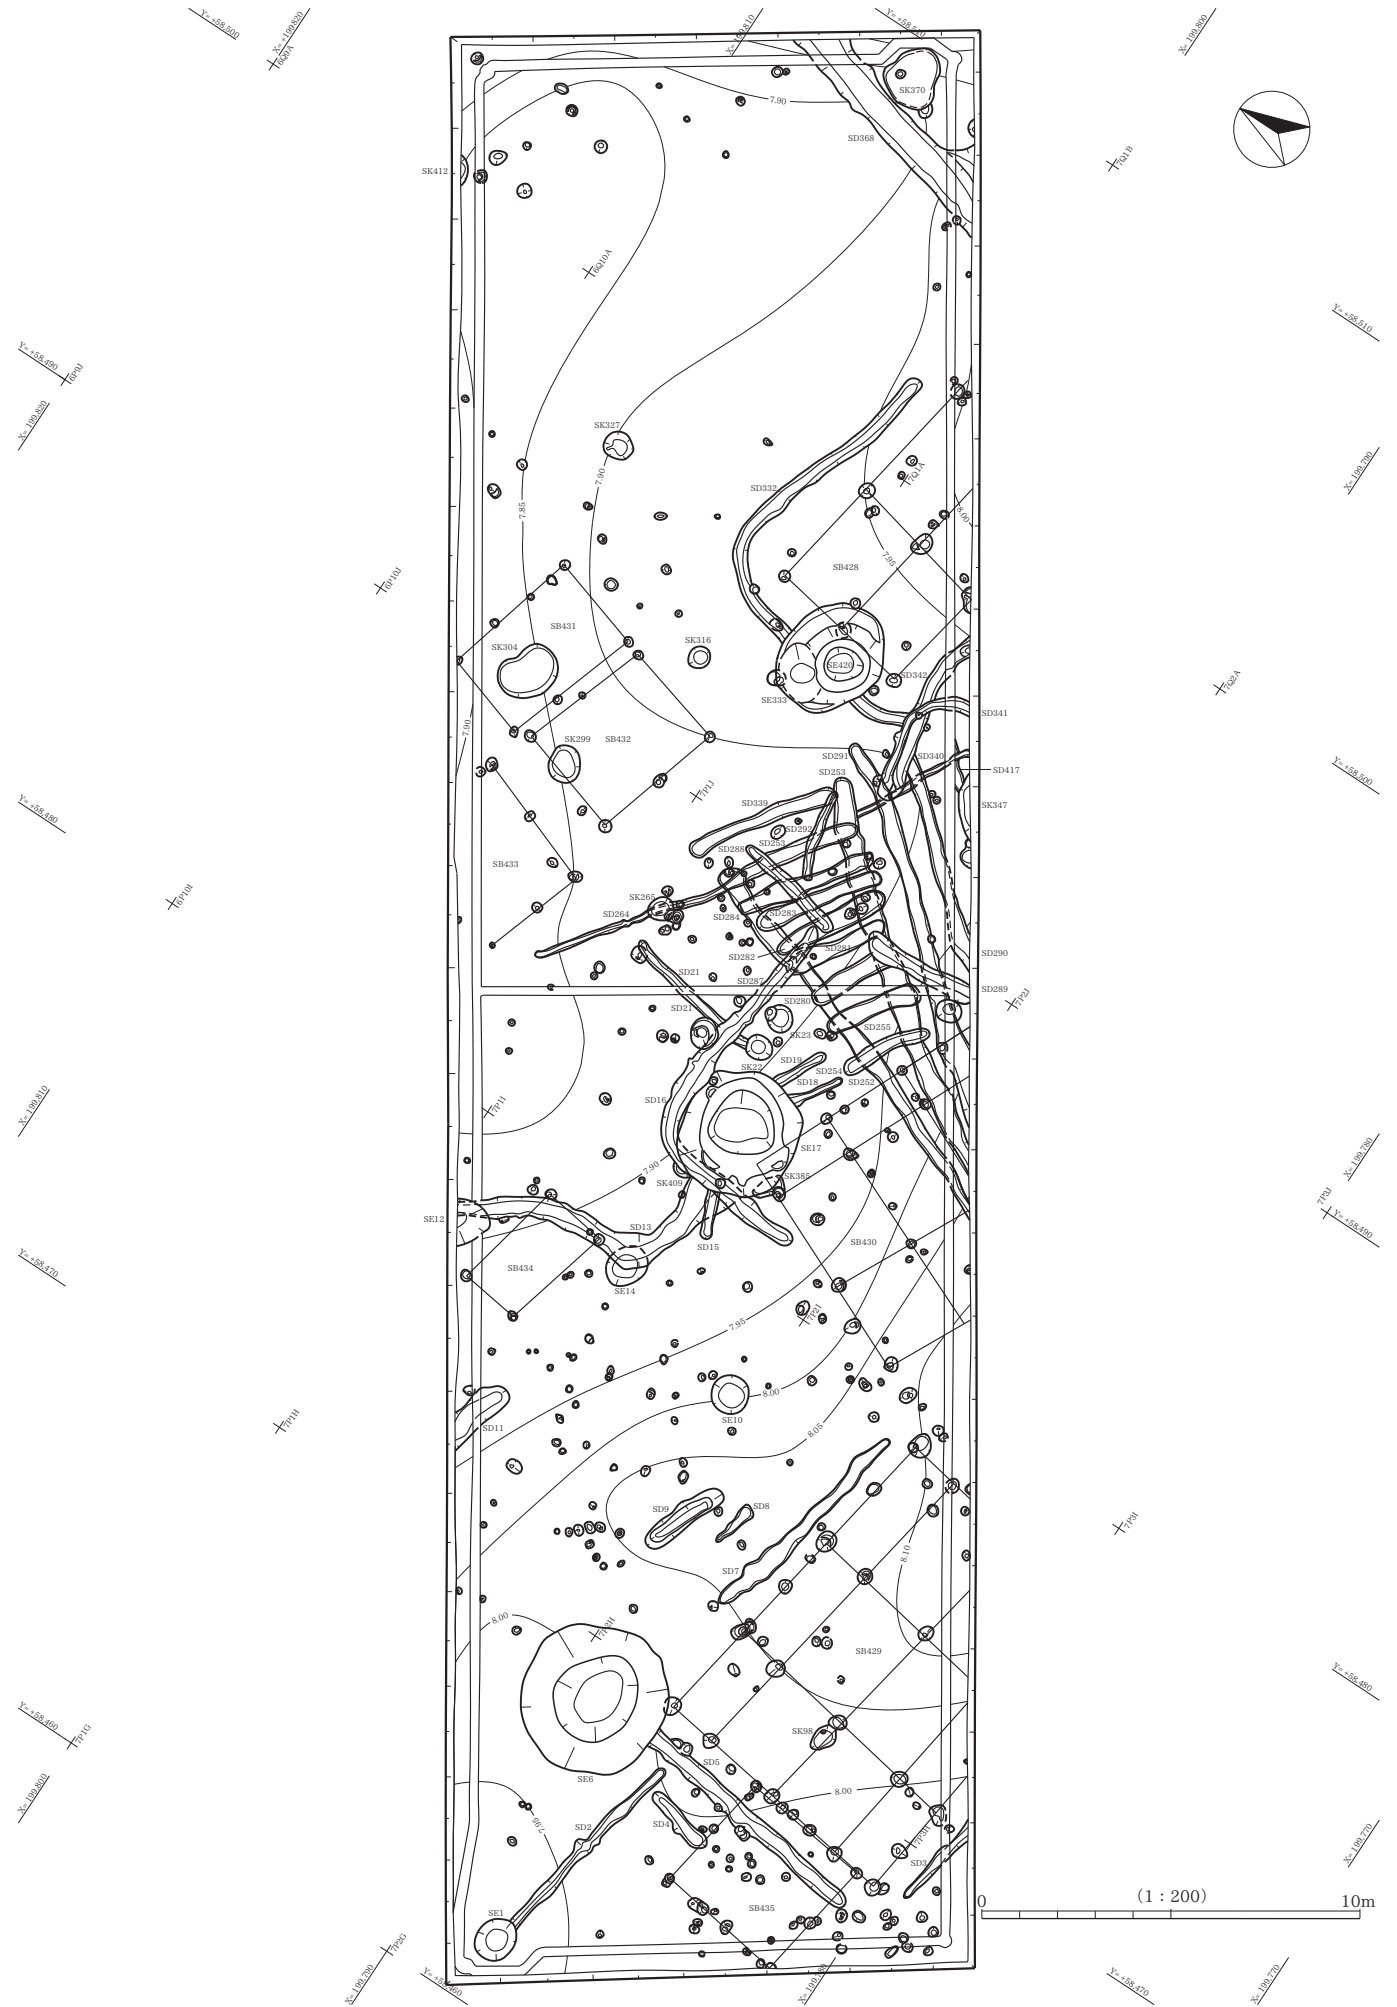 Y= +58,500
X= +199,820
6Q9A
X= 199,810
Y= +58,510
X= 199,800
7.90
SK370
SD368
7Q1B
SK412
6Q10A
Y= +58,510
Y= +58,490
6P9J
X= 199,820
SK327
7.90
7Q1A
X= 199,790
SD332
7.85
8.00
7.95
SB428
6P10J
SB431
SK304
SK316
SE420
SD342
7Q2A
SE333
SD341
7.90
SK299
SB432
SD291
SD340
SD253
SD417
Y= +58,500
Y= +58,480
7P1J
SD339
SK347
SD292
SD253
SD288
SB433
6P10I
SK265
SD264
SD284
SD283
SD281
SD282
SD290
SD21
SD287
SD289
7P2J
SD280
SD21
SK23
SD255
X= 199,810
SD19
SK22
SD254
SD18
SD252
7P1I
SD16
SE17
X= 199,780
7.90
SK385
SK409
7P3J
SE12
Y= +58,490
SD13
SD15
SB430
Y= +58,470
SB434
SE14
7P2I
7.95
8.00
7P1H
SE10
SD11
8.05
SD9
SD8
7P3I
8.10
SD7
8.00
7P2H
SB429
Y= +58,480
Y= +58,460
7P1G
SK98
SD5
SE6
8.00
X= 199,800
7.95
SD2
SD4
7P3H
X= 199,770
SD3
SB435
SE1
0
（1 : 200）
10m
7P2G
X= 199,790
Y= +58,460
X= 199,780
Y= +58,470
X= 199,770